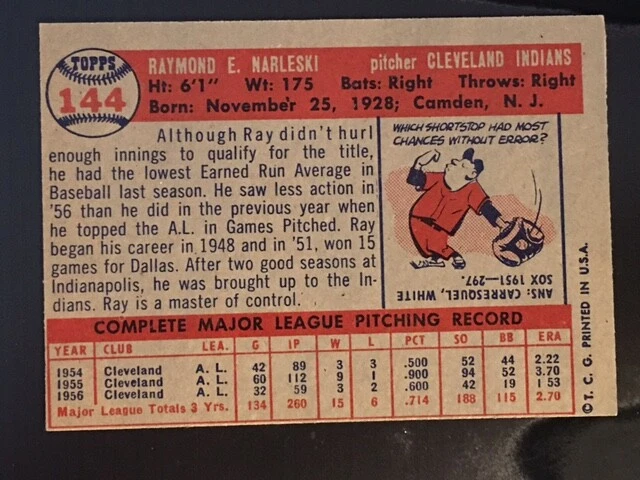 TOPPS
144
RAYMOND E. NARLESKI pitcher CLEVELAND INDIANS
Ht: 6'1" Wt: 175 Bats: Right Throws: Right
Born: November 25, 1928; Camden, N. J.
Although Ray didn't hurl
enough innings to qualify for the title,
he had the lowest Earned Run Average in
Baseball last season. He saw less action in
'56 than he did in the previous year when
he topped the A.L. in Games Pitched. Ray
began his career in 1948 and in '51, won 15
games for Dallas. After two good seasons at
Indianapolis, he was brought up to the In-
dians. Ray is a master of control.
WHICH SHORTSTOP HAD MOST
CHANCES WITHOUT ERROR?
ANS: CARRESQUEL, WHITE
SOX 1951—297.
©T. C. G. PRINTED IN U.S.A.
COMPLETE MAJOR LEAGUE PITCHING RECORD
YEAR CLUB LEA. G IP W L PCT SO BB ERA
1954 Cleveland A. L. 42 89 3 3 .500 52 44 2.22
1955 Cleveland A. L. 60 112 9 1 .900 94 52 3.70
1956 Cleveland A. L. 32 59 3 2 .600 42 19 1 53
Major League Totals 3 Yrs. 134 260 15 6 .714 188 115 2.70